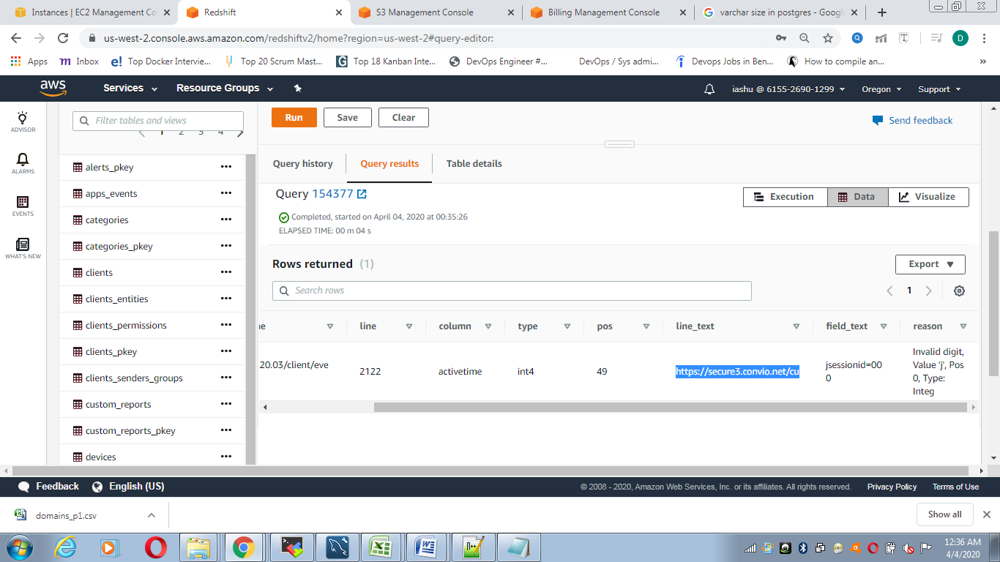 Instances | EC2 Management Co
Redshift
S3 Management Console
Billing Management Console
varchar size in postgres - Google
us-west-2.console.aws.amazon.com/redshiftv2/home?region=us-west-2#query-editor:
D
Apps
Inbox
Top Docker Intervie...
Top 20 Scrum Mast...
Top 18 Kanban Inte...
DevOps Engineer #...
DevOps / Sys admi...
Devops Jobs in Ben...
How to compile an...
aws
Services
Resource Groups
iashu @ 6155-2690-1299
Oregon
Support
ADVISOR
ALARMS
EVENTS
WHAT'S NEW
Filter tables and views
1 2 3 4
alerts_pkey
apps_events
categories
categories_pkey
clients
clients_entities
clients_permissions
clients_pkey
clients_senders_groups
custom_reports
custom_reports_pkey
devices
Run
Save
Clear
Send feedback
Query history
Query results
Table details
Query 154377
Execution
Data
Visualize
Completed, started on April 04, 2020 at 00:35:26
ELAPSED TIME: 00 m 04 s
Rows returned (1)
Export
Search rows
1
ne line column type pos line_text field_text reason
20.03/client/eve
2122
activetime
int4
49
https://secure3.convio.net/cu
jsessionid=00
0
Invalid digit,
Value 'j', Pos
0, Type:
Integ
Feedback
English (US)
© 2008 - 2020, Amazon Web Services, Inc. or its affiliates. All rights reserved.
Privacy Policy
Terms of Use
domains_p1.csv
Show all
12:36 AM
4/4/2020